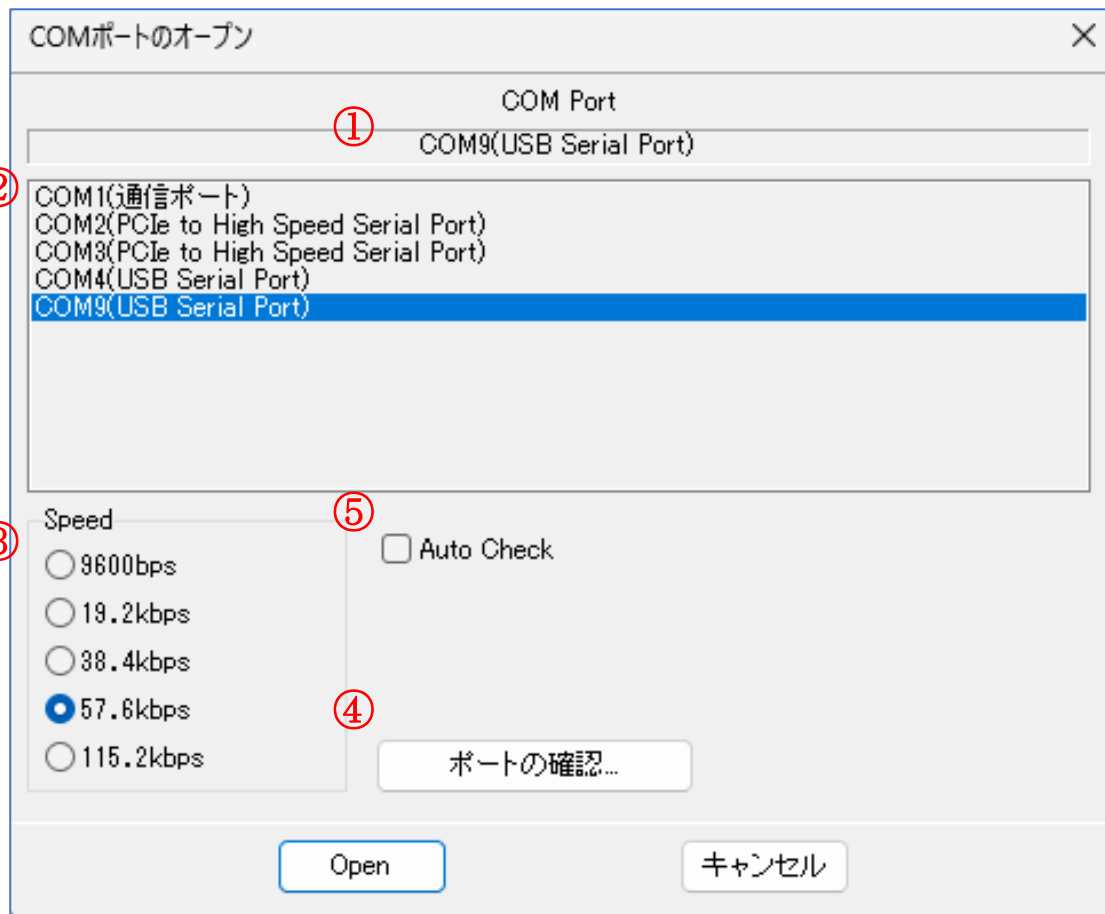 COMポートのオープン
COM Port
①
COM9(USB Serial Port)
②
COM1(通信ポート)
COM2(PCIe to High Speed Serial Port)
COM3(PCIe to High Speed Serial Port)
COM4(USB Serial Port)
COM9(USB Serial Port)
③
Speed
⑤
9600bps
Auto Check
19.2kbps
38.4kbps
57.6kbps
④
115.2kbps
ポートの確認...
Open
キャンセル